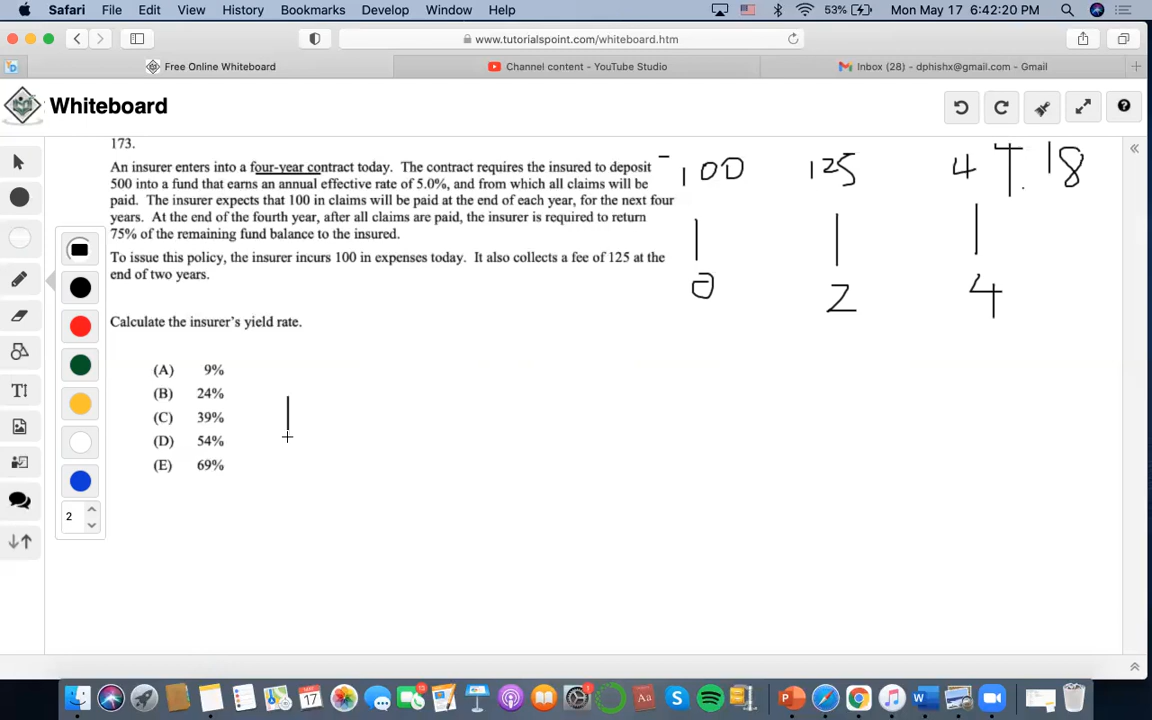 Safari File Edit View History Bookmarks Develop Window Help 53% Mon May 17 6:42:20 PM
www.tutorialspoint.com/whiteboard.htm
Free Online Whiteboard Channel content - YouTube Studio Inbox (28) - dphishx@gmail.com - Gmail
Whiteboard
173.
An insurer enters into a four-year contract today. The contract requires the insured to deposit
500 into a fund that earns an annual effective rate of 5.0%, and from which all claims will be
paid. The insurer expects that 100 in claims will be paid at the end of each year, for the next four
years. At the end of the fourth year, after all claims are paid, the insurer is required to return
75% of the remaining fund balance to the insured.
To issue this policy, the insurer incurs 100 in expenses today. It also collects a fee of 125 at the
end of two years.
-100 125 44.18
0 2 4
Calculate the insurer's yield rate.
(A) 9%
(B) 24%
(C) 39%
(D) 54%
(E) 69%
2